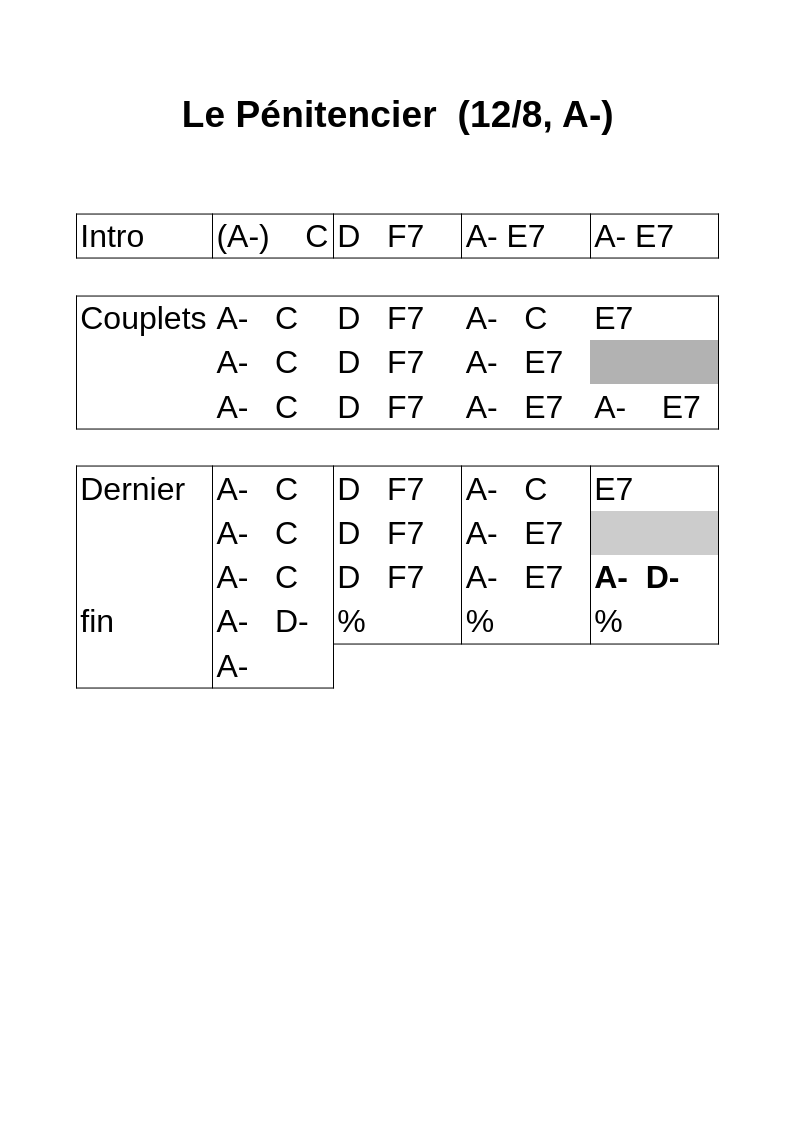 Le Pénitencier (12/8, A-)
Intro (A-) C D F7 A- E7 A- E7
Couplets A- C D F7 A- C E7
A- C D F7 A- E7
A- C D F7 A- E7 A- E7
Dernier A- C D F7 A- C E7
A- C D F7 A- E7
A- C D F7 A- E7 A- D-
fin A- D- % % %
A-